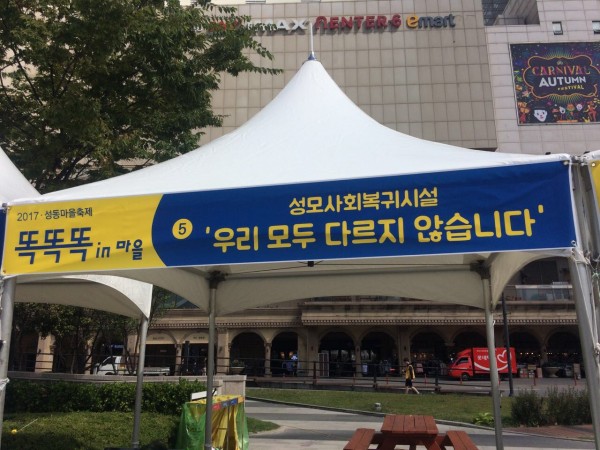 ENTER6 emart
CARNIVAL
AUTUMN
FESTIVAL
2017 · 성동마을축제
똑똑똑 in 마을
5
성모사회복귀시설
'우리 모두 다르지 않습니다'